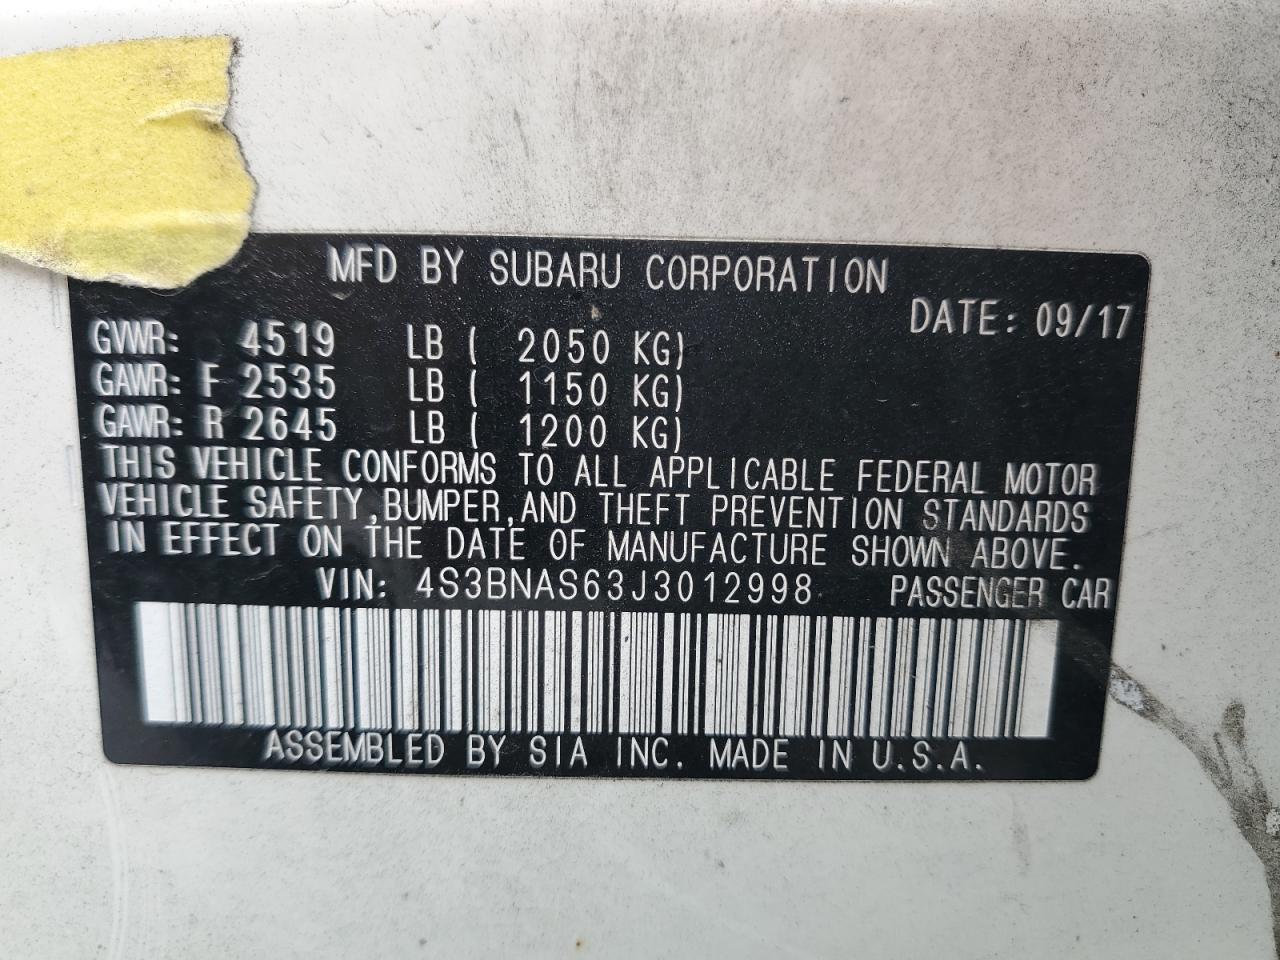 MFD BY SUBARU CORPORATION
DATE: 09/17
GVWR: 4519 LB ( 2050 KG)
GAWR: F 2535 LB ( 1150 KG)
GAWR: R 2645 LB ( 1200 KG)
THIS VEHICLE CONFORMS TO ALL APPLICABLE FEDERAL MOTOR
VEHICLE SAFETY,BUMPER,AND THEFT PREVENTION STANDARDS
IN EFFECT ON THE DATE OF MANUFACTURE SHOWN ABOVE.
VIN: 4S3BNAS63J3012998 PASSENGER CAR
ASSEMBLED BY SIA INC. MADE IN U.S.A.